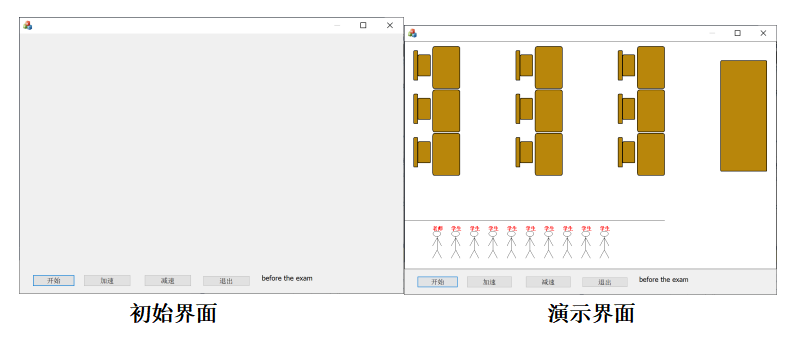 老师 学生 学生 学生 学生 学生 学生 学生 学生 学生
开始 加速 减速 退出 before the exam
开始 加速 减速 退出 before the exam
初始界面
演示界面